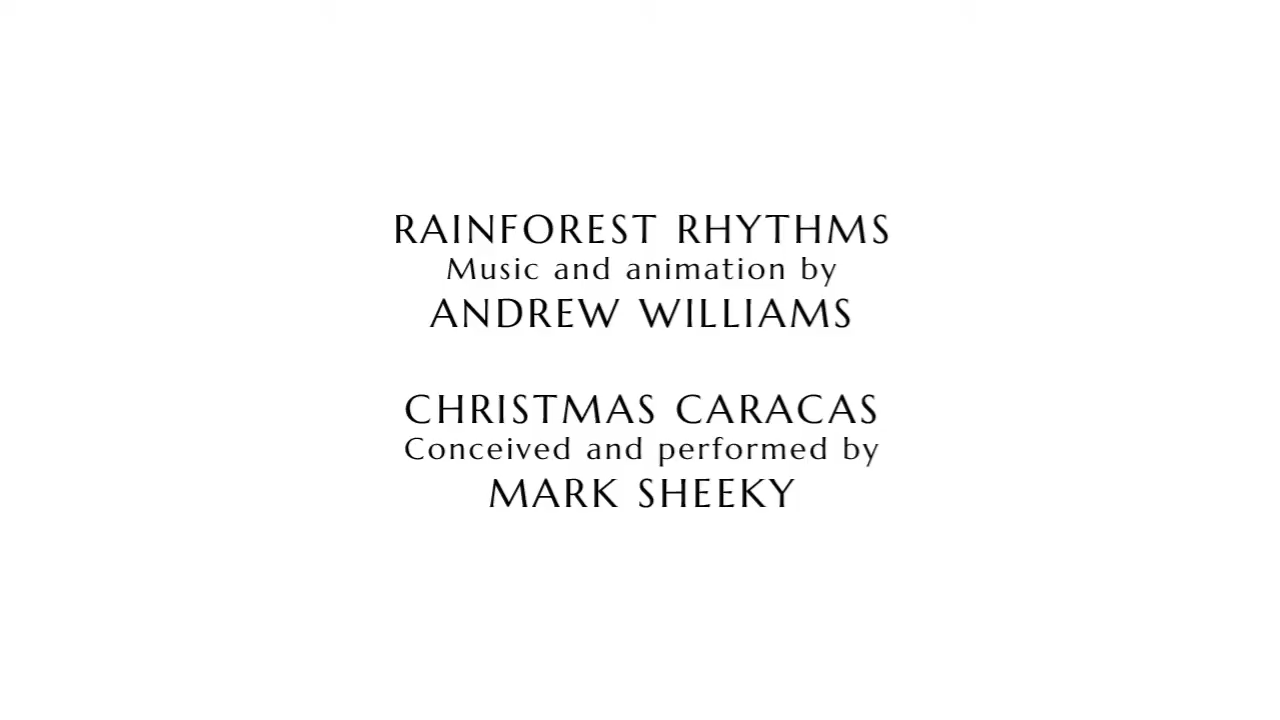 RAINFOREST RHYTHMS
Music and animation by
ANDREW WILLIAMS
CHRISTMAS CARACAS
Conceived and performed by
MARK SHEEKY